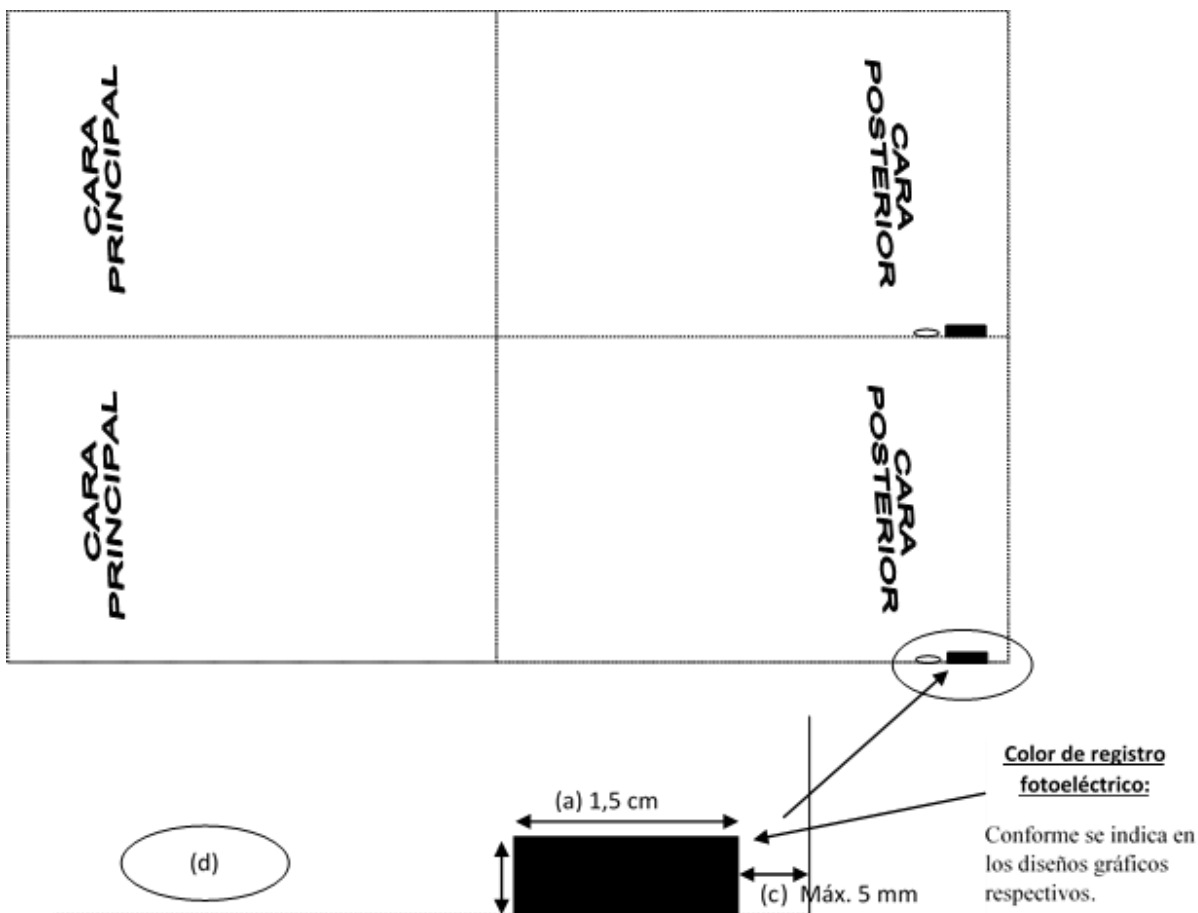 CARA
PRINCIPAL
CARA
POSTERIOR
CARA
PRINCIPAL
CARA
POSTERIOR
Color de registro
fotoeléctrico:
(a) 1,5 cm
Conforme se indica en
los diseños gráficos
respectivos.
(d)
(c) Máx. 5 mm